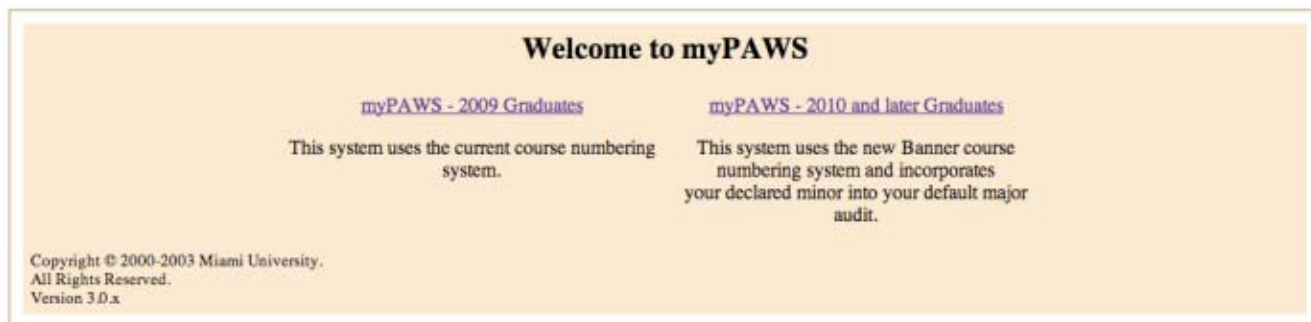 Welcome to myPAWS
myPAWS - 2009 Graduates
This system uses the current course numbering
system.
myPAWS - 2010 and later Graduates
This system uses the new Banner course
numbering system and incorporates
your declared minor into your default major
audit.
Copyright © 2000-2003 Miami University.
All Rights Reserved.
Version 3.0.x